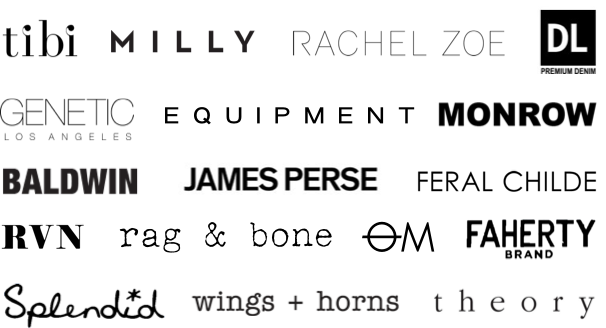 tibi MILLY RACHEL ZOE DL
PREMIUM DENIM
GENETIC EQUIPMENT MONROW
LOS ANGELES
BALDWIN JAMES PERSE FERAL CHILDE
RVN rag & bone OM FAHERTY
BRAND
Splendid wings + horns theory